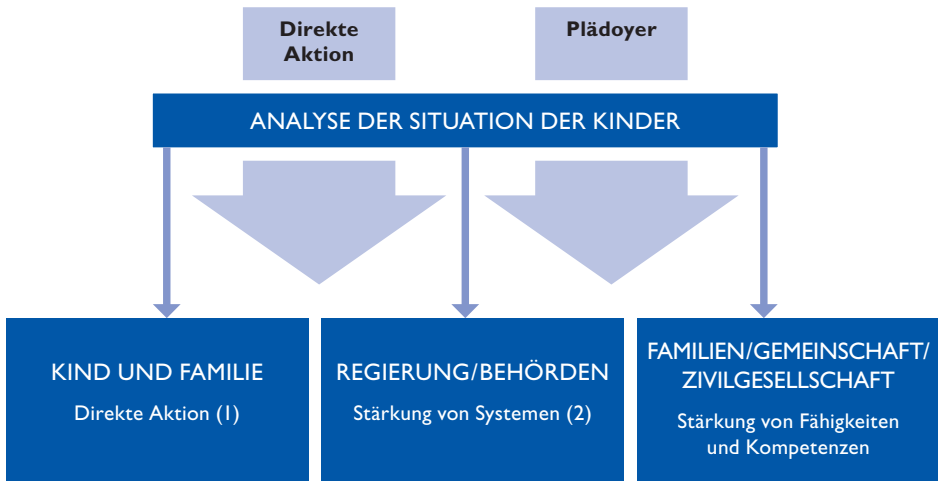 Direkte
Aktion
Plädoyer
ANALYSE DER SITUATION DER KINDER
KIND UND FAMILIE
Direkte Aktion (1)
REGIERUNG/BEHÖRDEN
Stärkung von Systemen (2)
FAMILIEN/GEMEINSCHAFT/
ZIVILGESELLSCHAFT
Stärkung von Fähigkeiten
und Kompetenzen